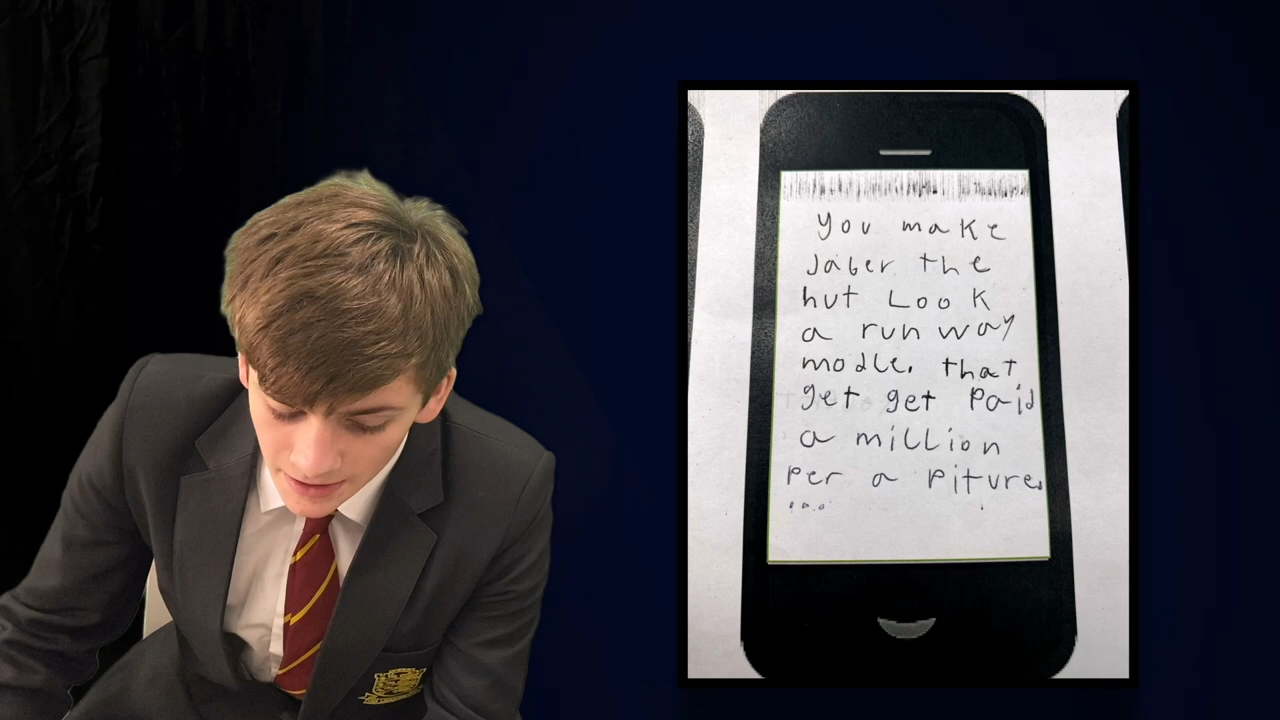 You make
Jaber the
hut Look
a run way
modle. that
get get Paid
a million
Per a Piture.
....